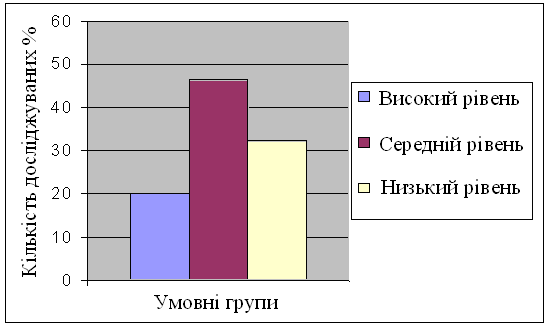 Кількість досліджуваних %
60
50
40
30
20
10
0
Умовні групи
Високий рівень
Середній рівень
Низький рівень